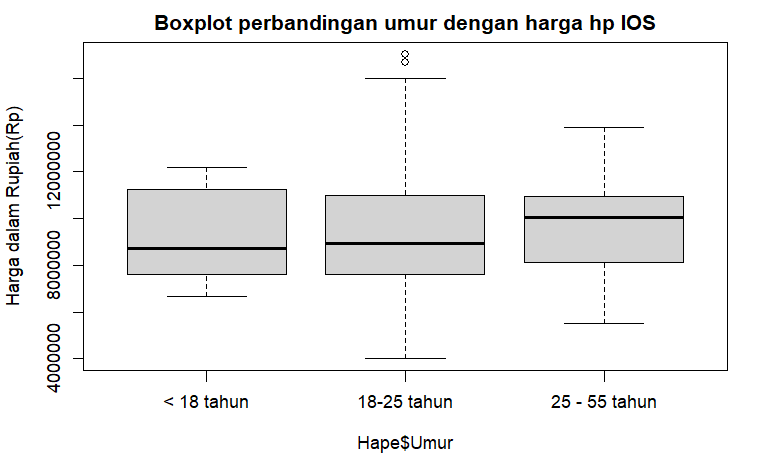 Boxplot perbandingan umur dengan harga hp IOS
Harga dalam Rupiah(Rp)
12000000
8000000
4000000
< 18 tahun
18-25 tahun
25 - 55 tahun
Hape$Umur